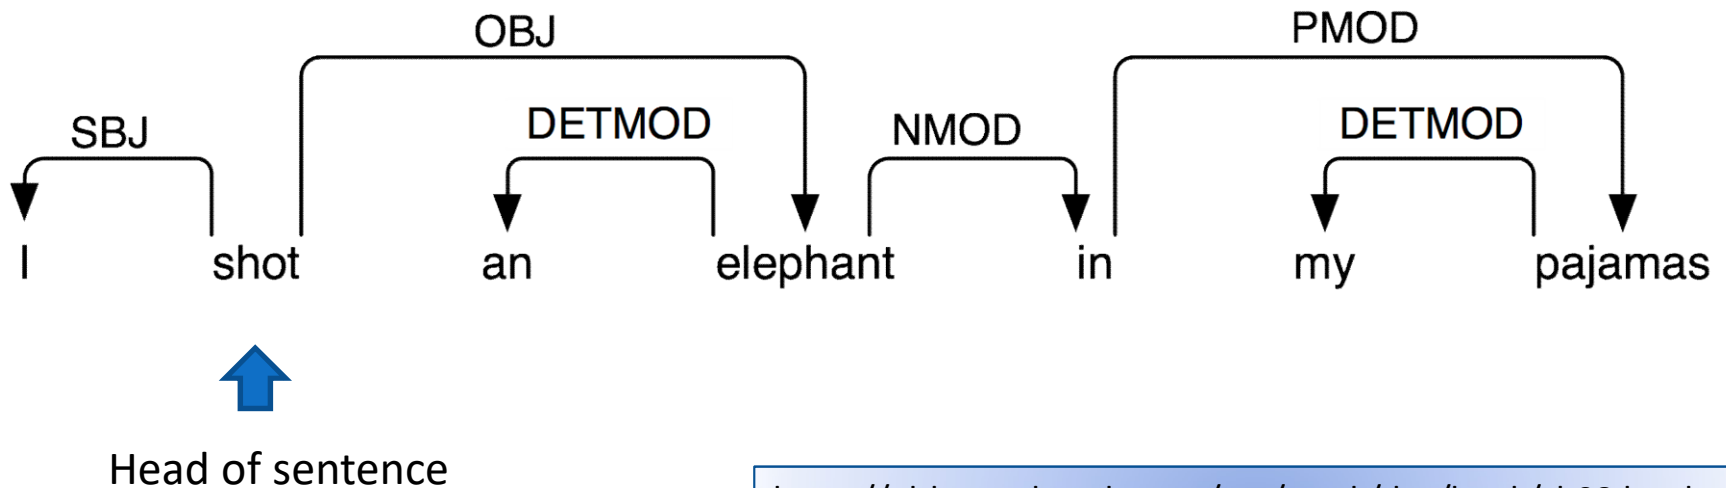 OBJ PMOD
SBJ DETMOD NMOD DETMOD
I shot an elephant in my pajamas
Head of sentence